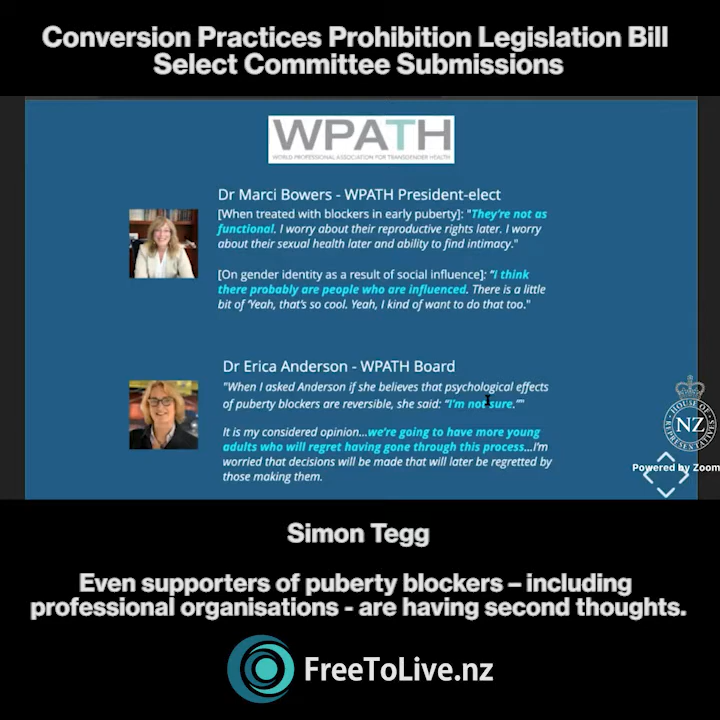 Conversion Practices Prohibition Legislation Bill
Select Committee Submissions
WPATH
WORLD PROFESSIONAL ASSOCIATION FOR TRANSGENDER HEALTH
Dr Marci Bowers - WPATH President-elect
[When treated with blockers in early puberty]: "They're not as
functional. I worry about their reproductive rights later. I worry
about their sexual health later and ability to find intimacy."
[On gender identity as a result of social influence]: "I think
there probably are people who are influenced. There is a little
bit of 'Yeah, that's so cool. Yeah, I kind of want to do that too."
Dr Erica Anderson - WPATH Board
"When I asked Anderson if she believes that psychological effects
of puberty blockers are reversible, she said: "I'm not sure.""
It is my considered opinion...we're going to have more young
adults who will regret having gone through this process...I'm
worried that decisions will be made that will later be regretted by
those making them.
HOUSE OF REPRESENTATIVES
NZ
Powered by Zoom
Simon Tegg
Even supporters of puberty blockers – including
professional organisations - are having second thoughts.
FreeToLive.nz